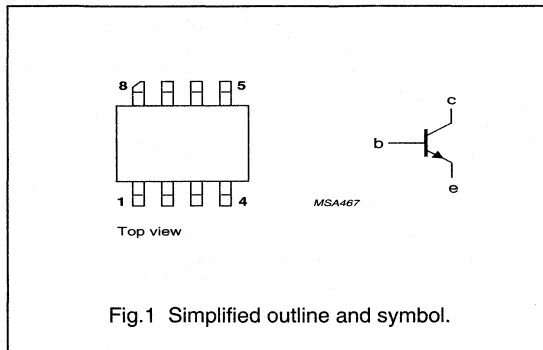 8 5
c
b
e
1 4
MSA467
Top view
Fig.1 Simplified outline and symbol.